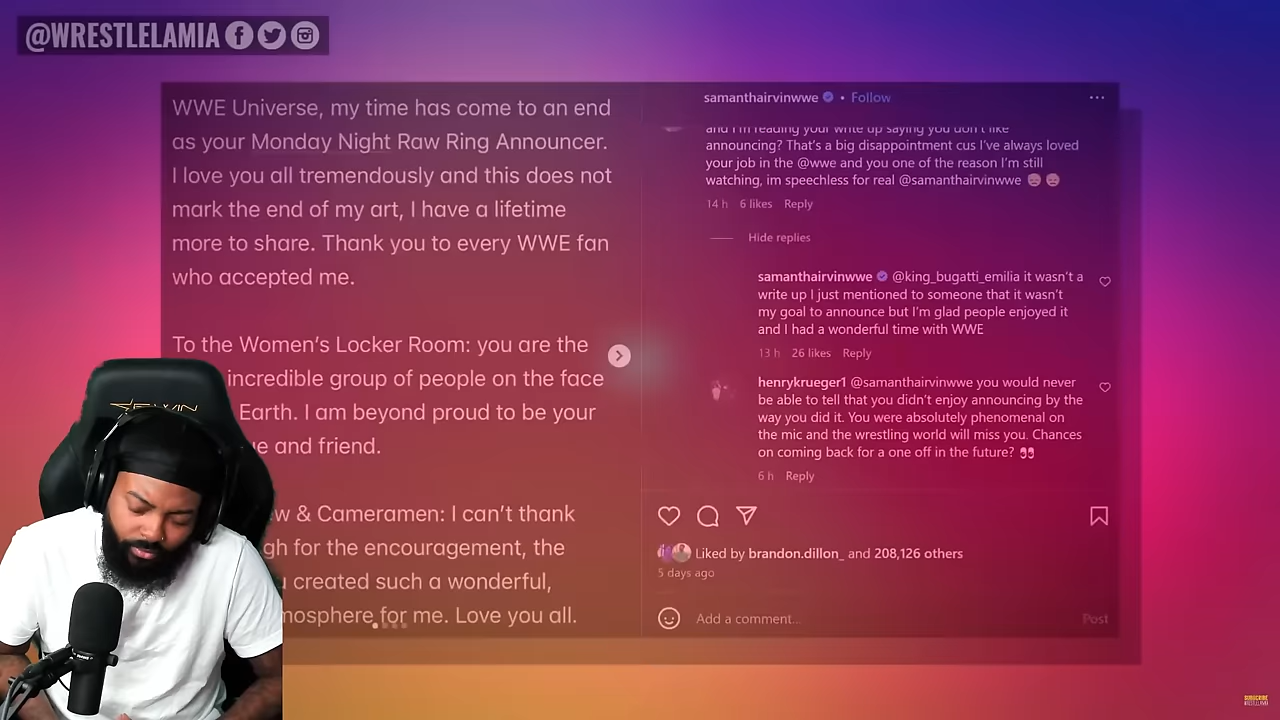 @WRESTLELAMIA
WWE Universe, my time has come to an end
as your Monday Night Raw Ring Announcer.
I love you all tremendously and this does not
mark the end of my art, I have a lifetime
more to share. Thank you to every WWE fan
who accepted me.
To the Women's Locker Room: you are the
incredible group of people on the face
Earth. I am beyond proud to be your
and friend.
& Cameramen: I can't thank
for the encouragement, the
created such a wonderful,
for me. Love you all.
samanthairvinwwe • Follow
and I'm reading your write up saying you don't like
announcing? That's a big disappointment cus I've always loved
your job in the @wwe and you one of the reason I'm still
watching, im speechless for real @samanthairvinwwe 😞 😞
14 h 6 likes Reply
Hide replies
samanthairvinwwe @king_bugatti_emilia it wasn't a
write up I just mentioned to someone that it wasn't
my goal to announce but I'm glad people enjoyed it
and I had a wonderful time with WWE
13 h 26 likes Reply
henrykrueger1 @samanthairvinwwe you would never
be able to tell that you didn't enjoy announcing by the
way you did it. You were absolutely phenomenal on
the mic and the wrestling world will miss you. Chances
on coming back for a one off in the future? 👀
6 h Reply
Liked by brandon.dillon_ and 208,126 others
5 days ago
Add a comment...
Post
SUBSCRIBE
WRESTLELAMIA